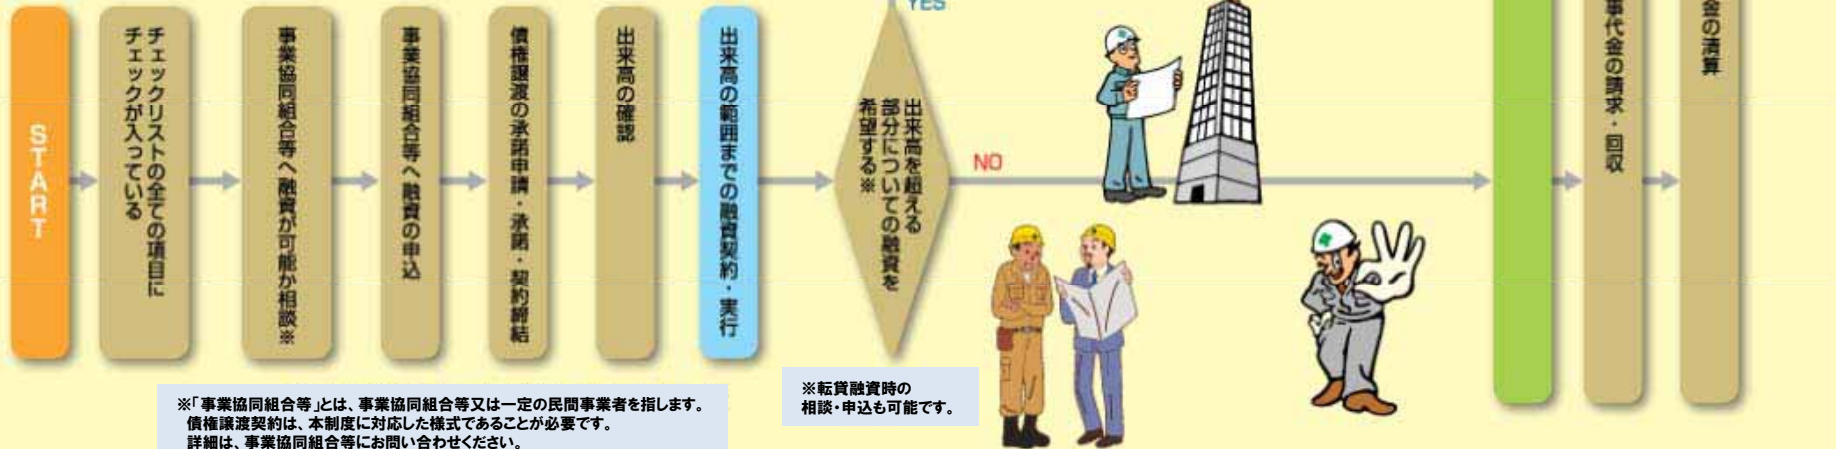 START
チェックリストの全ての項目に
チェックが入っている
事業協同組合等へ融資が可能か相談※
事業協同組合等へ融資の申込
債権譲渡の承諾申請・承諾・契約締結
出来高の確認
出来高の範囲までの融資契約・実行
YES
出来高を超える
部分についての融資を
希望する※
NO
事代金の請求・回収
金の清算
※「事業協同組合等」とは、事業協同組合等又は一定の民間事業者を指します。
債権譲渡契約は、本制度に対応した様式であることが必要です。
詳細は、事業協同組合等にお問い合わせください。
※転貸融資時の
相談・申込も可能です。